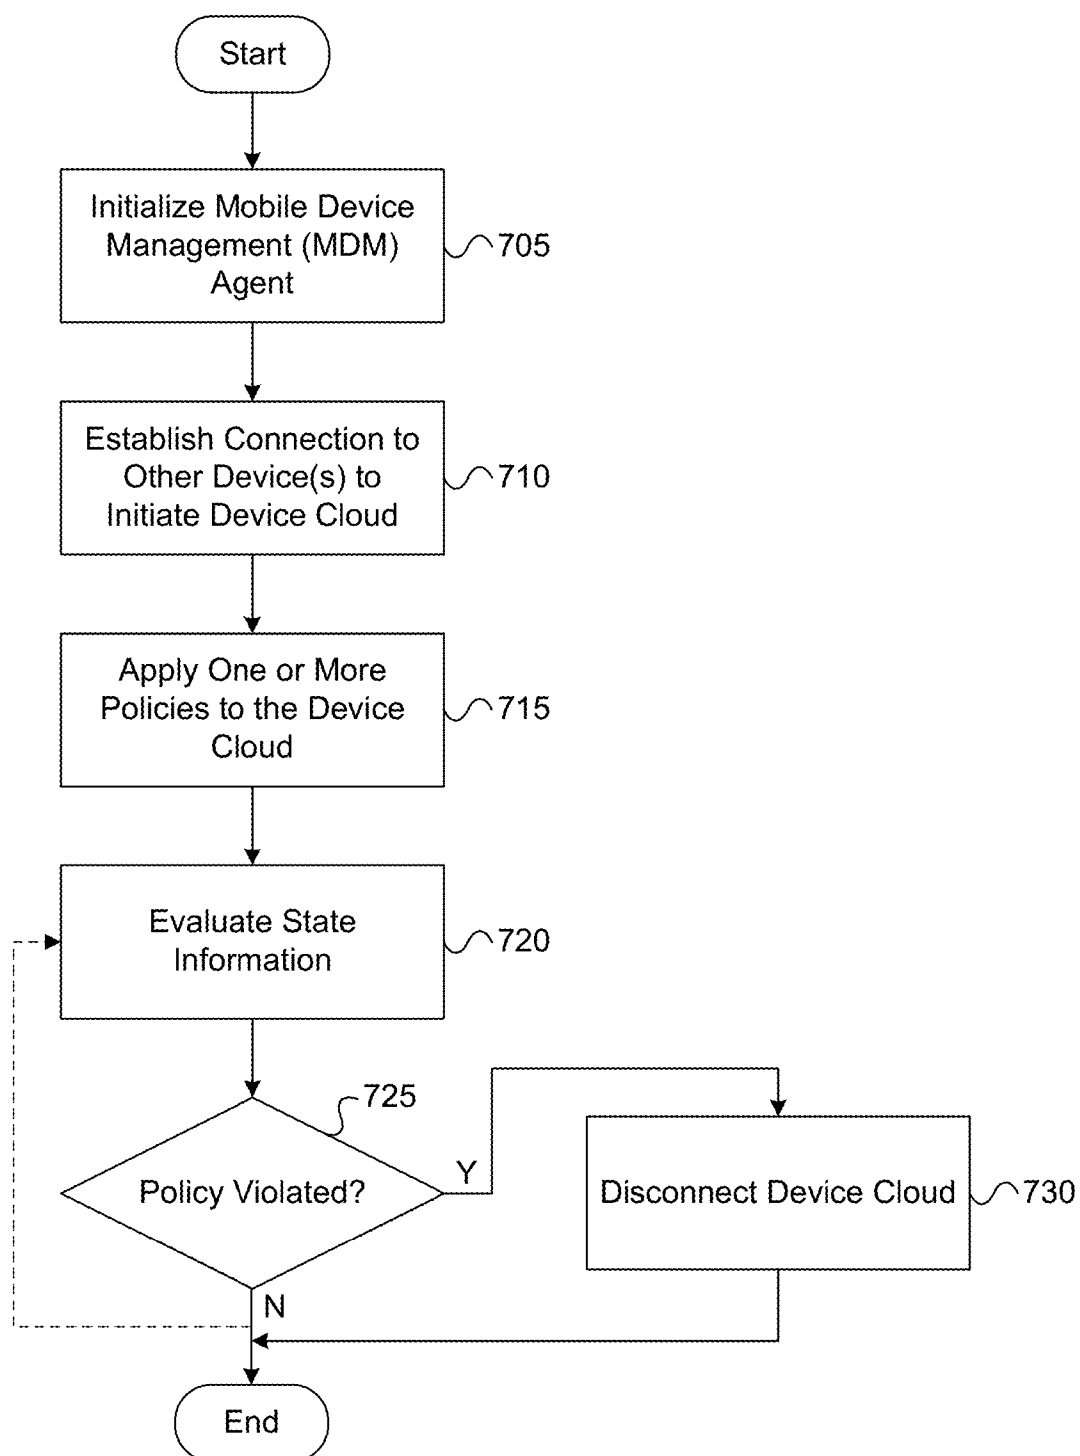 Start
Initialize Mobile Device
Management (MDM)
Agent
705
Establish Connection to
Other Device(s) to
Initiate Device Cloud
710
Apply One or More
Policies to the Device
Cloud
715
Evaluate State
Information
720
725
Policy Violated?
Y
Disconnect Device Cloud
730
N
End